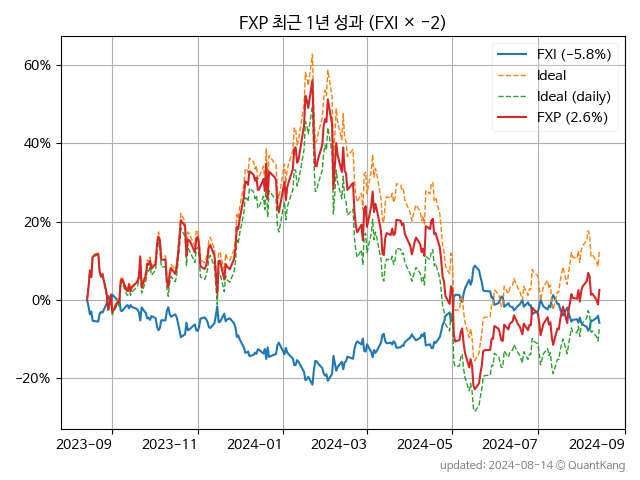 FXP 최근 1년 성과 (FXI × −2)
FXI (−5.8%)
Ideal
Ideal (daily)
FXP (2.6%)
60%
40%
20%
0%
−20%
2023−09
2023−11
2024−01
2024−03
2024−05
2024−07
2024−09
updated: 2024−08−14 © QuantKang